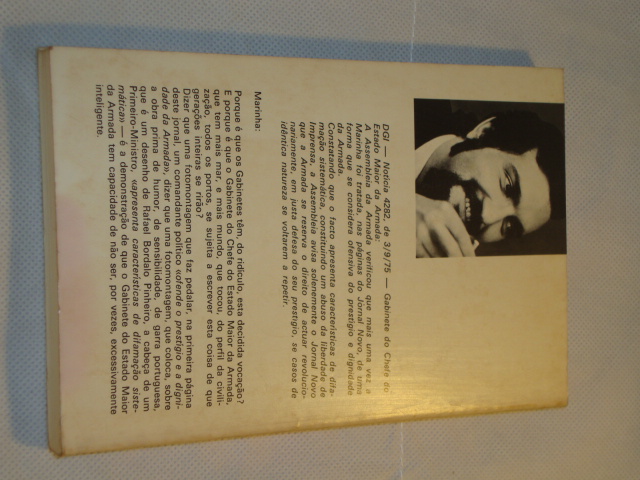 DGI — Notícia 4282, de 3/9/75 — Gabinete do Chefe do
Estado Maior da Armada:
A Assembleia da Armada verificou que mais uma vez a
Marinha foi tratada, nas páginas do Jornal Novo, de uma
forma que se considera ofensiva do prestígio e dignidade
da Armada.
Constatando que o facto apresenta características de difa-
mação sistemática, constituindo um abuso da liberdade de
Imprensa, a Assembleia avisa solenemente o Jornal Novo
que a Armada se reserva o direito de actuar revolucio-
nariamente, em justa defesa do seu prestígio, se casos de
idêntica natureza se voltarem a repetir.
Marinha:
Porque é que os Gabinetes têm, do ridículo, esta decidida vocação?
E porque é que o Gabinete do Chefe do Estado Maior da Armada,
que tem mais mar, e mais mundo, que tocou, do perfil da civili-
zação, todos os portos, se sujeita a escrever esta coisa de que
gerações inteiras se rirão?
Dizer que uma fotomontagem que faz pedalar, na primeira página
deste jornal, um comandante político «ofende o prestígio e a digni-
dade da Armada», dizer que uma fotomontagem, que coloca, sobre
a obra prima de humor, de sensibilidade, de garra portuguesa,
que é um desenho de Rafael Bordalo Pinheiro, a cabeça de um
Primeiro-Ministro, «apresenta características de difamação siste-
mática» — é a demonstração de que o Gabinete do Estado Maior
da Armada tem capacidade de não ser, por vezes, excessivamente
inteligente.